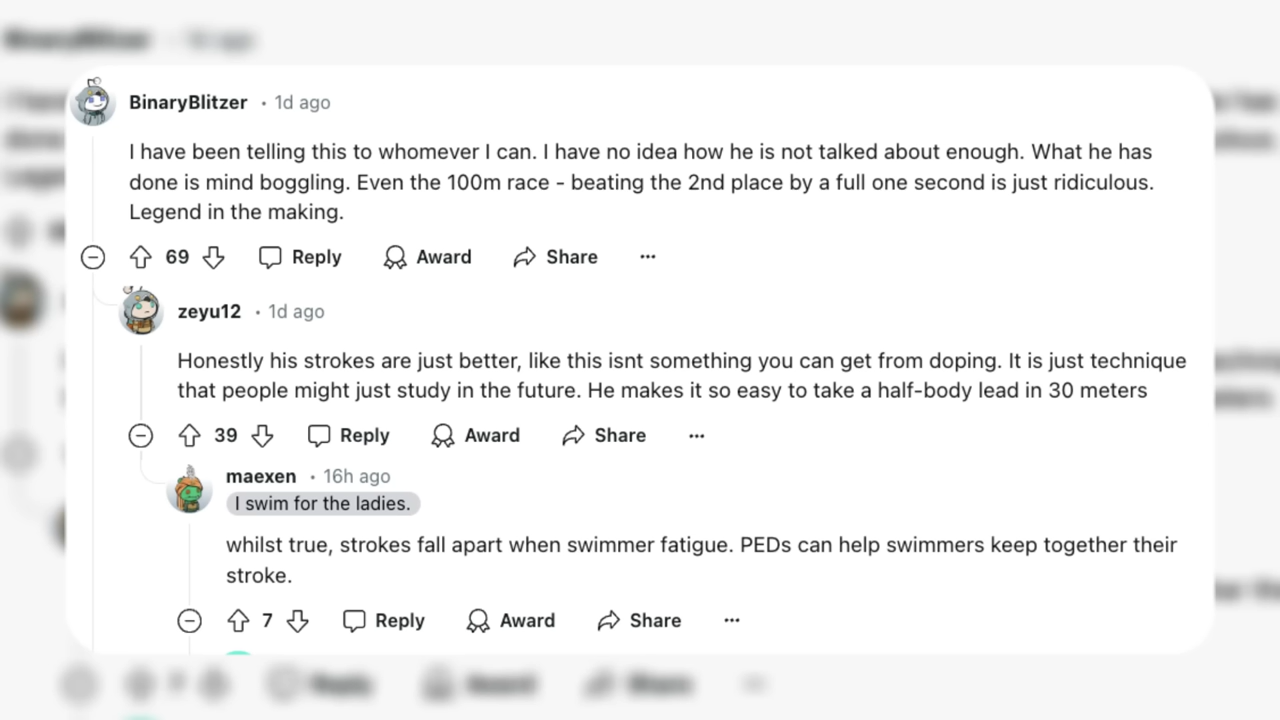 BinaryBlitzer • 1d ago
I have been telling this to whomever I can. I have no idea how he is not talked about enough. What he has
done is mind boggling. Even the 100m race - beating the 2nd place by a full one second is just ridiculous.
Legend in the making.
69 Reply Award Share ...
zeyu12 • 1d ago
Honestly his strokes are just better, like this isnt something you can get from doping. It is just technique
that people might just study in the future. He makes it so easy to take a half-body lead in 30 meters
39 Reply Award Share ...
maexen • 16h ago
I swim for the ladies.
whilst true, strokes fall apart when swimmer fatigue. PEDs can help swimmers keep together their
stroke.
7 Reply Award Share ...